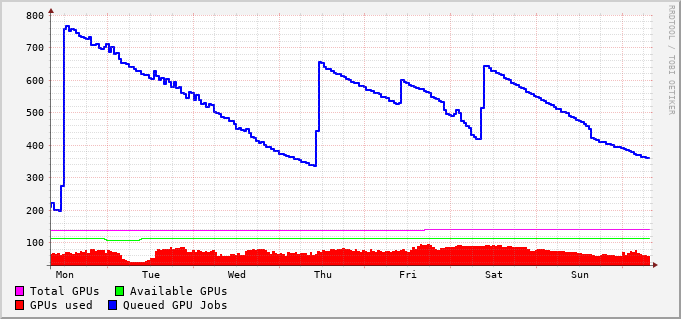 800
700
600
500
400
300
200
100
Mon Tue Wed Thu Fri Sat Sun
Total GPUs Available GPUs
GPUs used Queued GPU Jobs
RRDTOOL / TOBI OETIKER